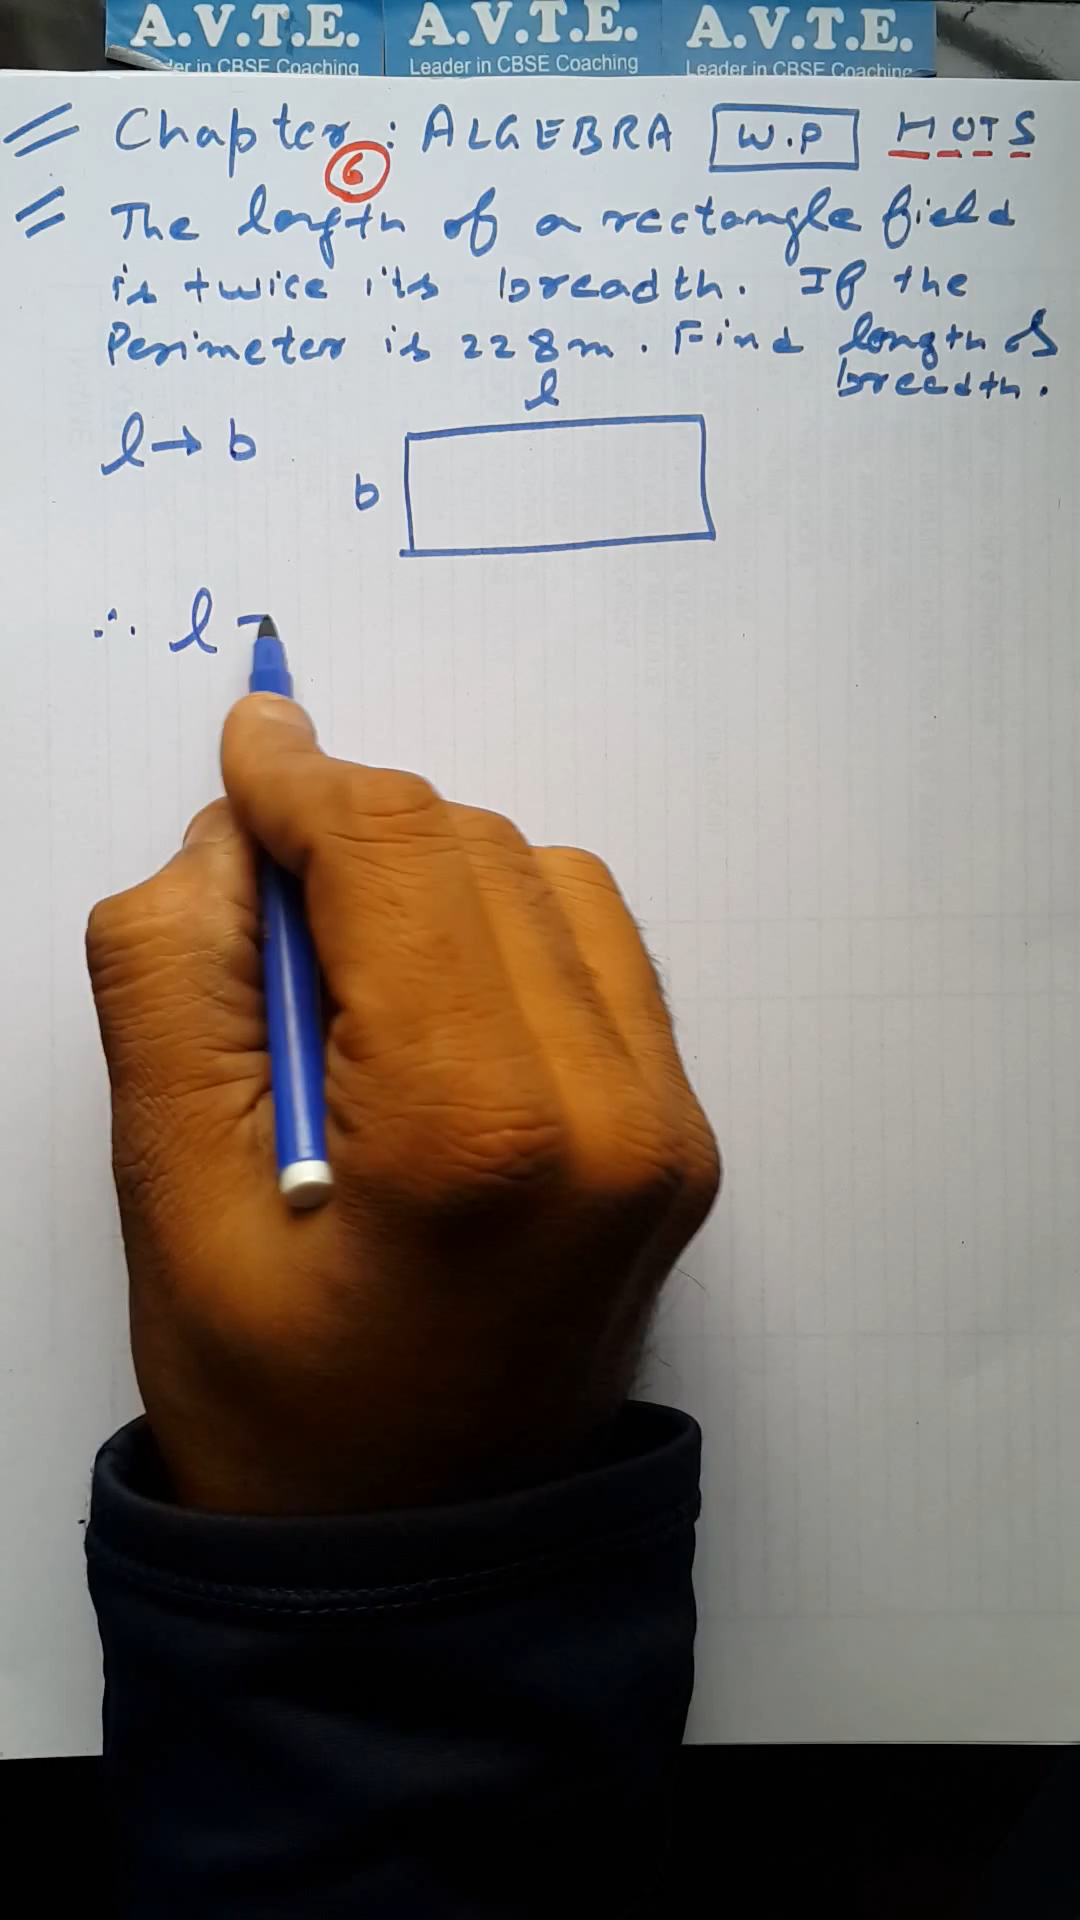 A.V.T.E. A.V.T.E. A.V.T.E.
der in CBSE Coaching Leader in CBSE Coaching Leader in CBSE Coaching
Chapter : ALGEBRA W.P HOTS
6
The length of a rectangle field
is twice its breadth. If the
Perimeter is 228m. Find length &
breadth.
l
l → b
b
∴ l